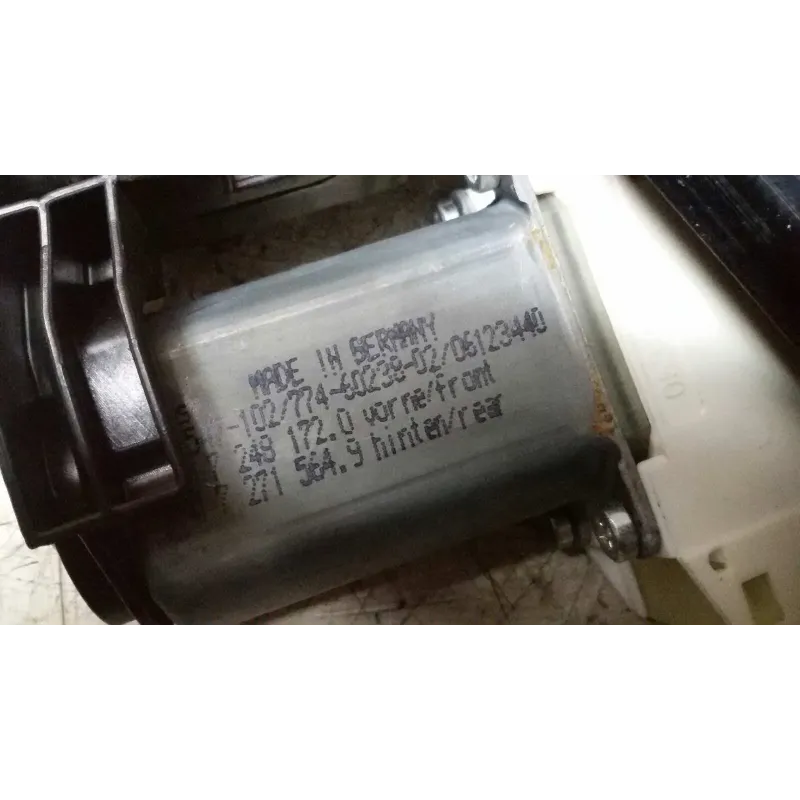 MADE IN GERMANY
-102/774-60238-02/06123440
249 172.0 vorne/front
271 564.9 hinten/rear